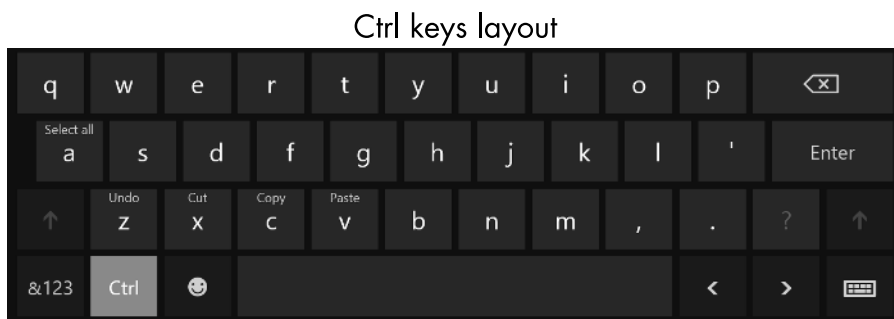 Ctrl keys layout
q w e r t y u i o p
Select all
a s d f g h j k l ' Enter
Undo Cut Copy Paste
z x c v b n m , . ?
&123 Ctrl < >